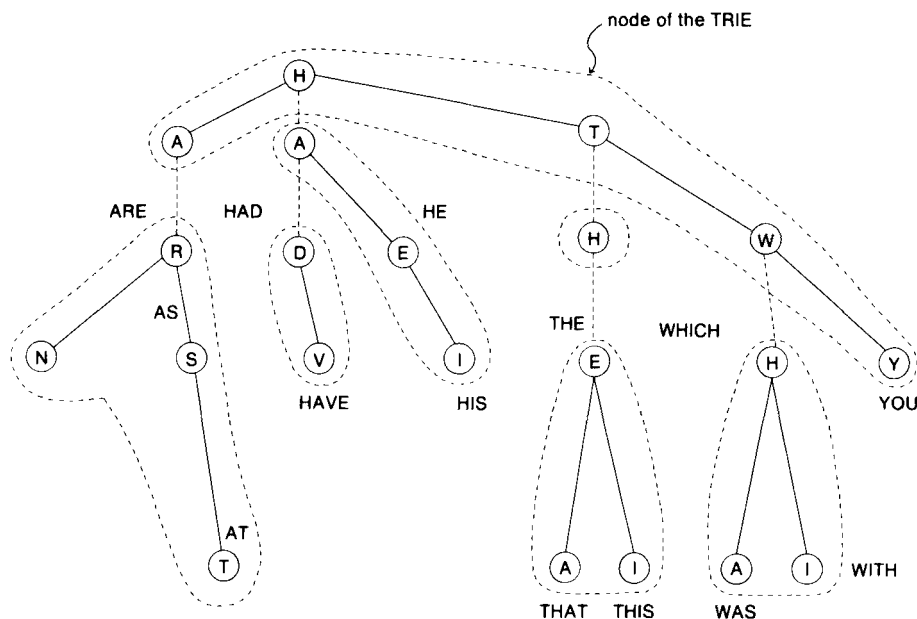 node of the TRIE
H
A
A
T
ARE
HAD
HE
R
D
E
H
W
AS
THE
WHICH
N
S
V
I
E
H
Y
HAVE
HIS
YOU
AT
T
A
I
A
I
WITH
THAT
THIS
WAS